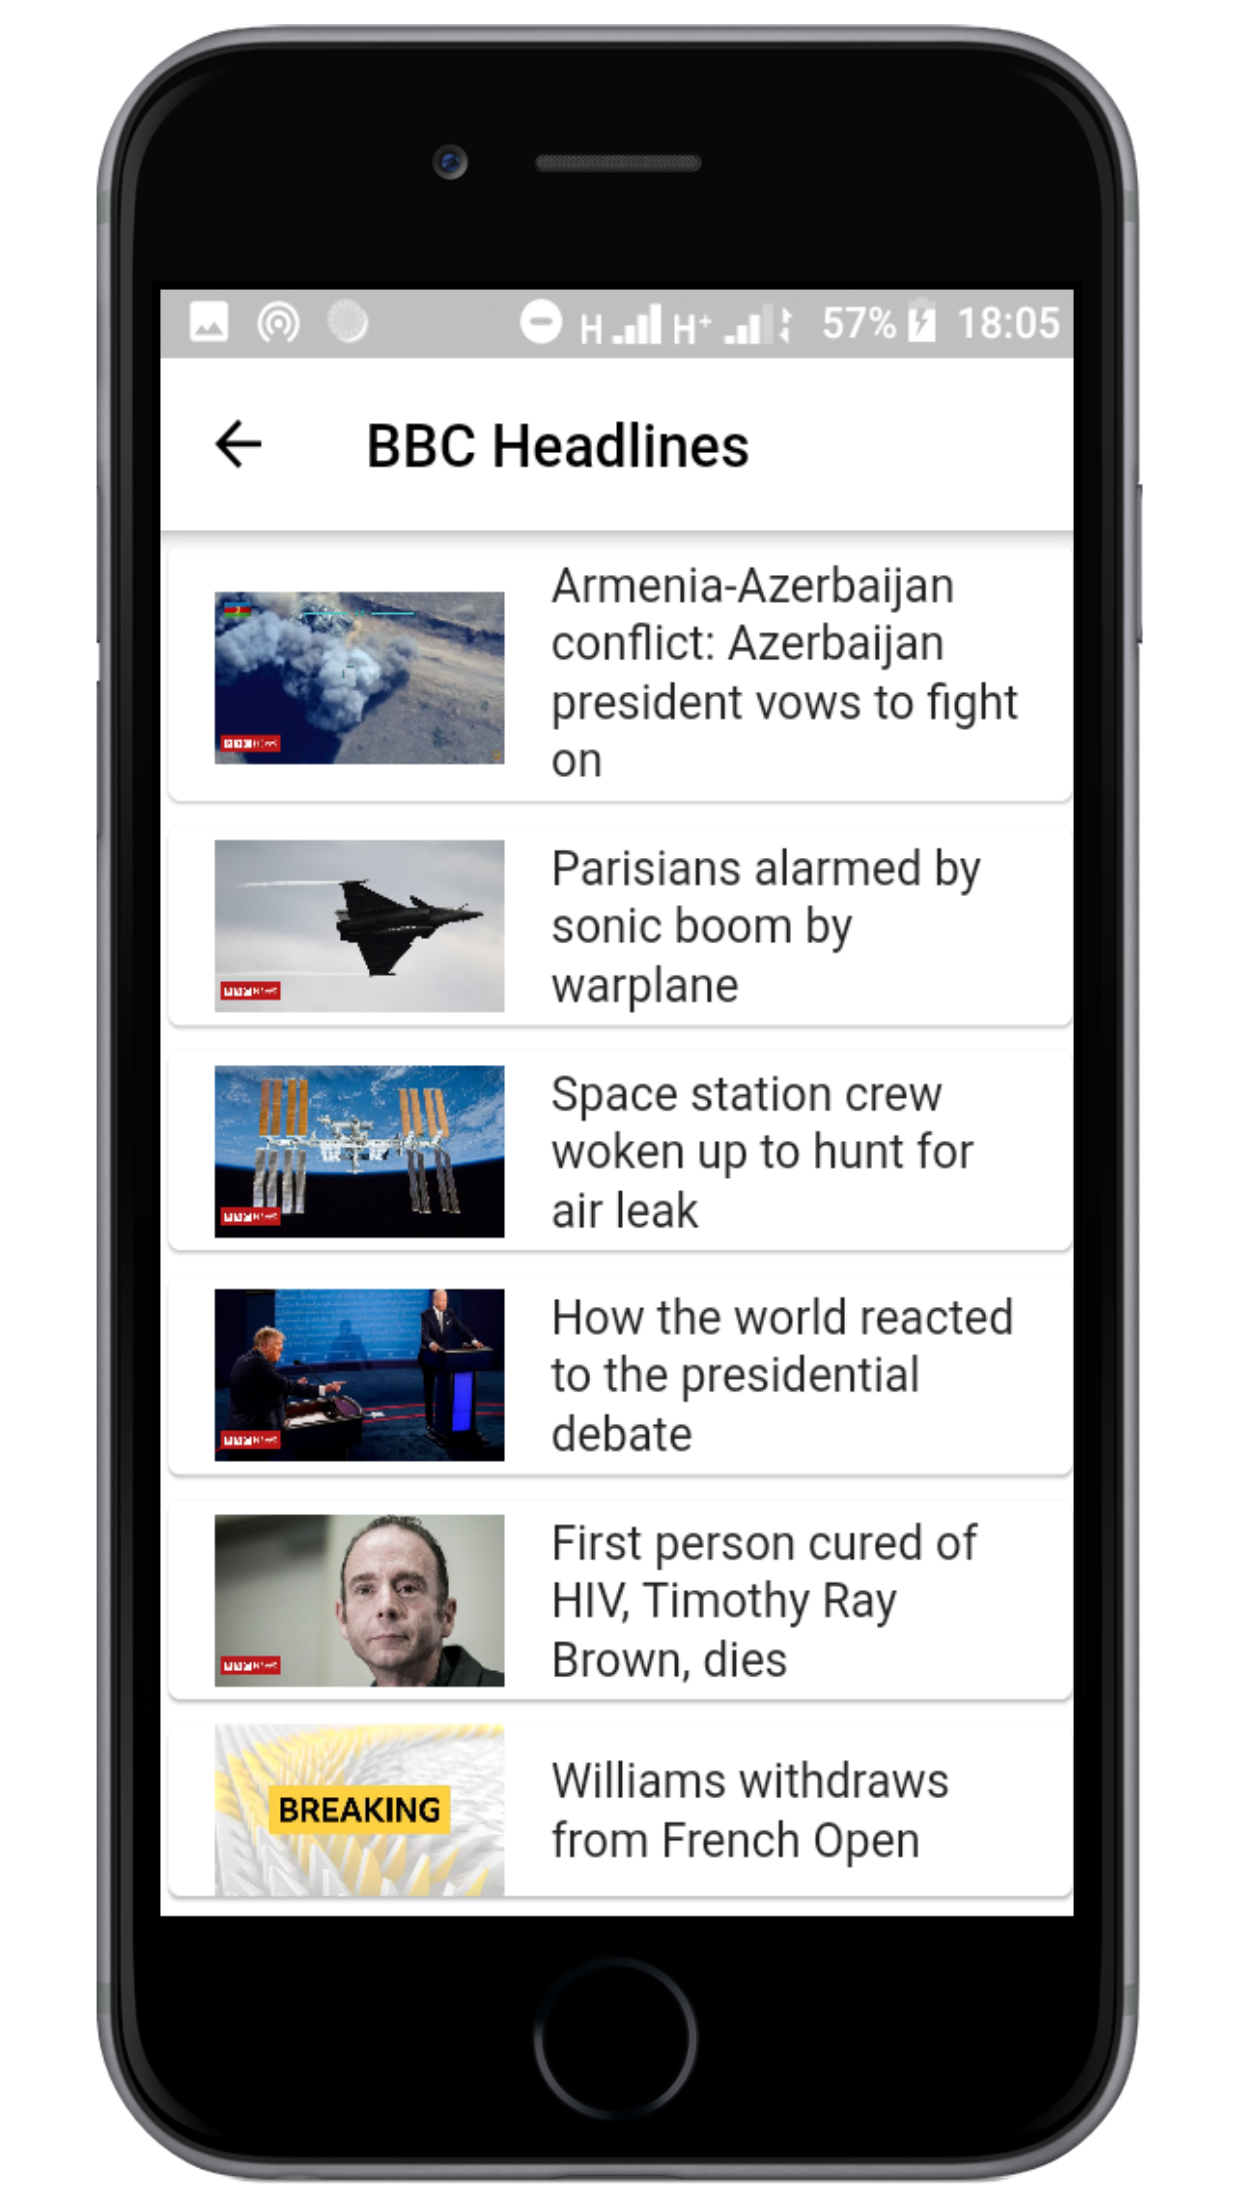 H H+ 57% 18:05
BBC Headlines
Armenia-Azerbaijan
conflict: Azerbaijan
president vows to fight
on
Parisians alarmed by
sonic boom by
warplane
Space station crew
woken up to hunt for
air leak
How the world reacted
to the presidential
debate
First person cured of
HIV, Timothy Ray
Brown, dies
BREAKING
Williams withdraws
from French Open